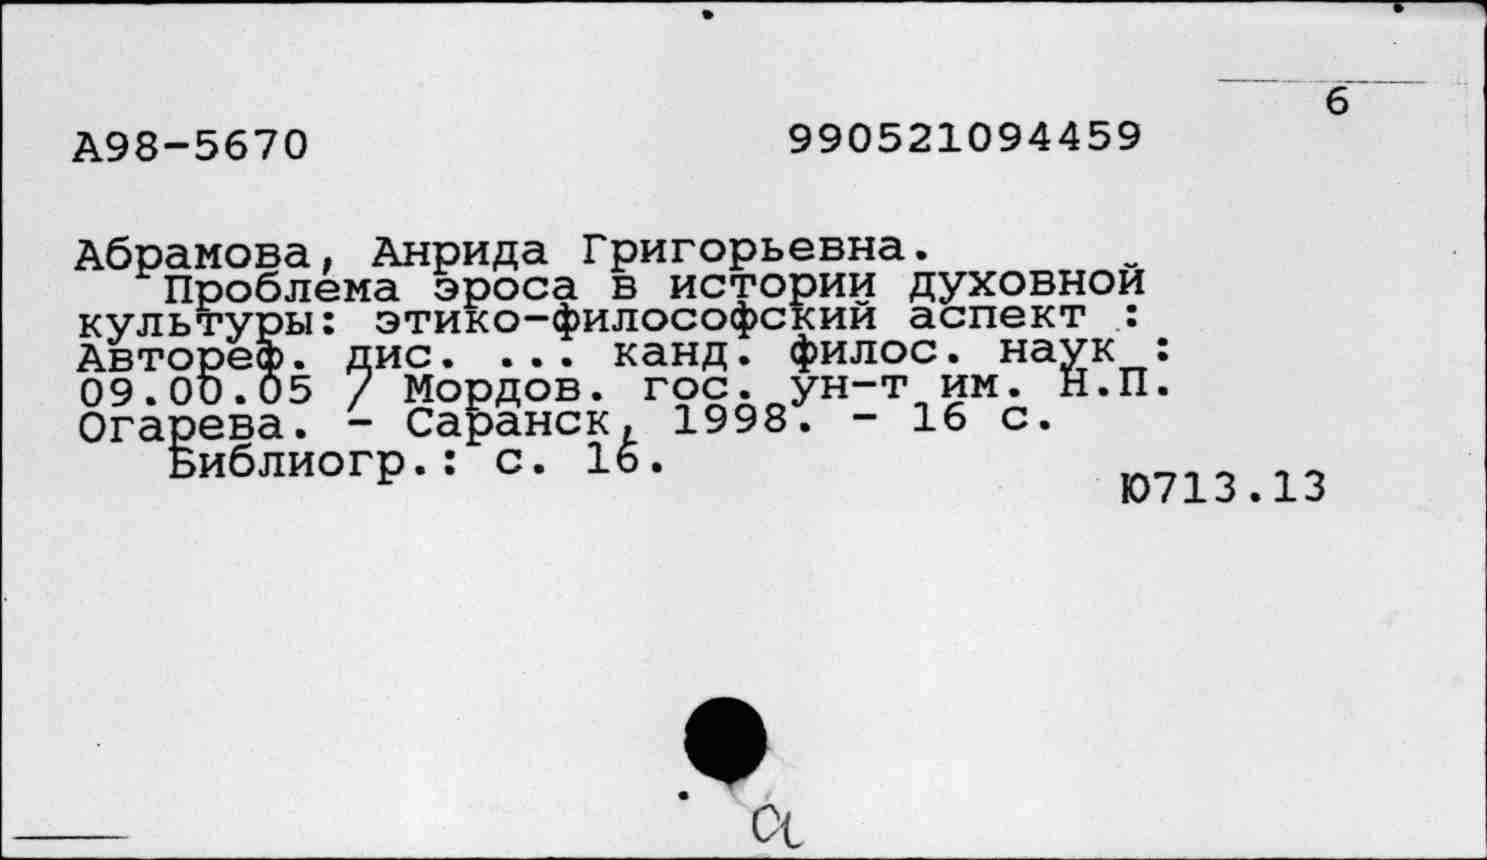 6
А98-5670 990521094459
Абрамова, Анрида Григорьевна.
Проблема эроса в истории духовной
культуры: этико-философский аспект :
Автореф. дис. ... канд. филос. наук :
09.00.05 / Мордов. гос. ун-т им. Н.П.
Огарева. - Саранск, 1998. - 16 с.
Библиогр.: с. 16.
Ю713.13
а